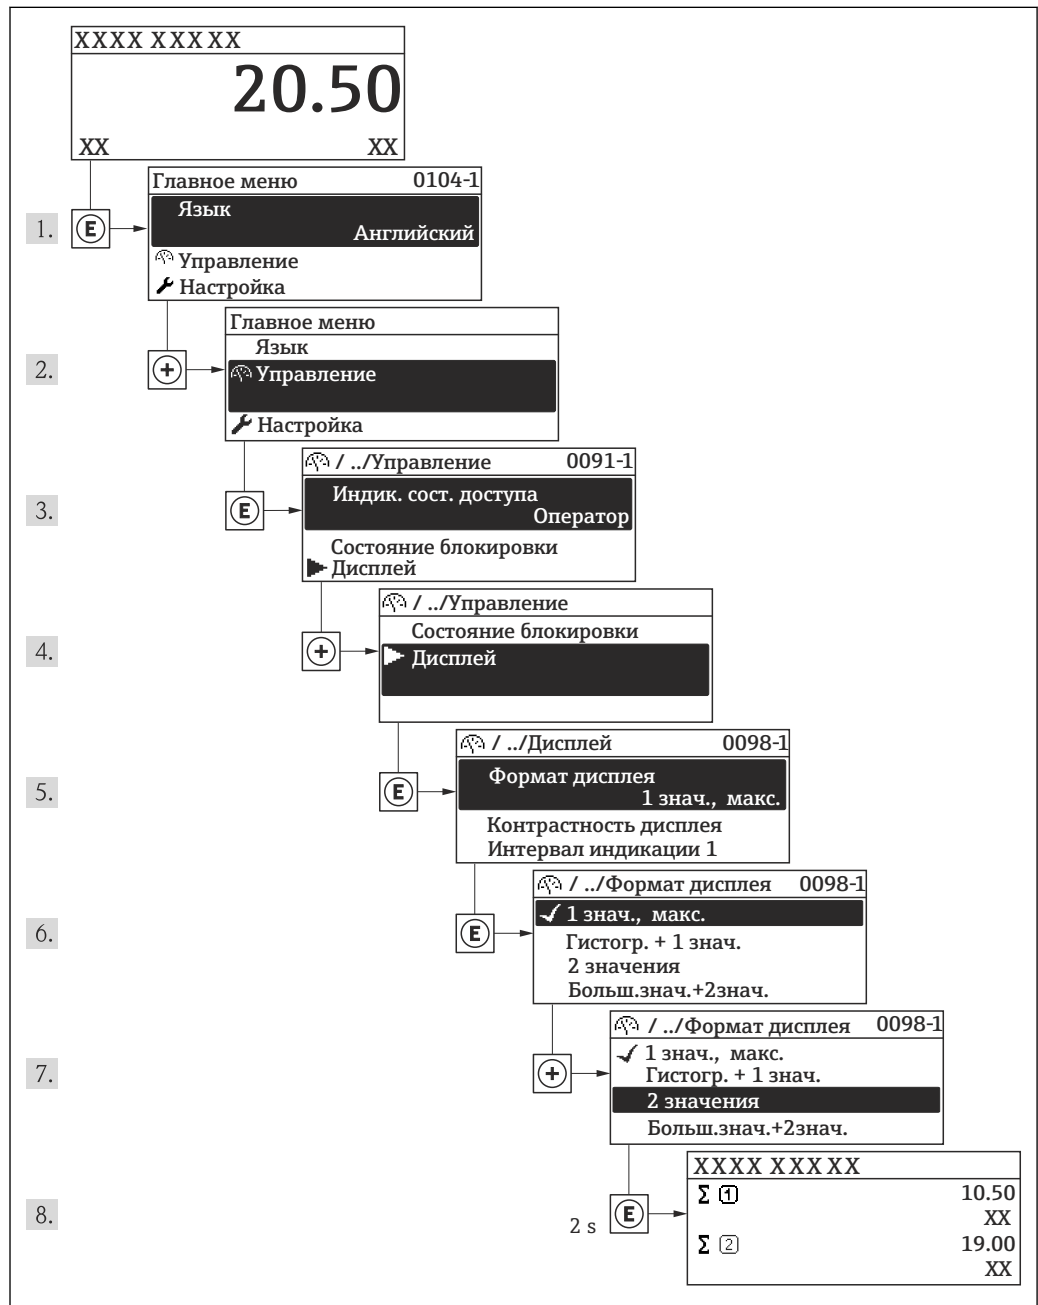 XXXX XXXXX
20.50
XX XX
Главное меню 0104-1
Язык
Английский
Управление
Настройка
1. E
Главное меню
Язык
Управление
Настройка
2. +
/ ../Управление 0091-1
Индик. сост. доступа
Оператор
Состояние блокировки
Дисплей
3. E
/ ../Управление
Состояние блокировки
Дисплей
4. +
/ ../Дисплей 0098-1
Формат дисплея
1 знач., макс.
Контрастность дисплея
Интервал индикации 1
5. E
/ ../Формат дисплея 0098-1
1 знач., макс.
Гистогр. + 1 знач.
2 значения
Больш.знач.+2знач.
6. E
/ ../Формат дисплея 0098-1
1 знач., макс.
Гистогр. + 1 знач.
2 значения
Больш.знач.+2знач.
7. +
XXXX XXXXX
Σ 1 10.50
XX
Σ 2 19.00
XX
8. 2 s E